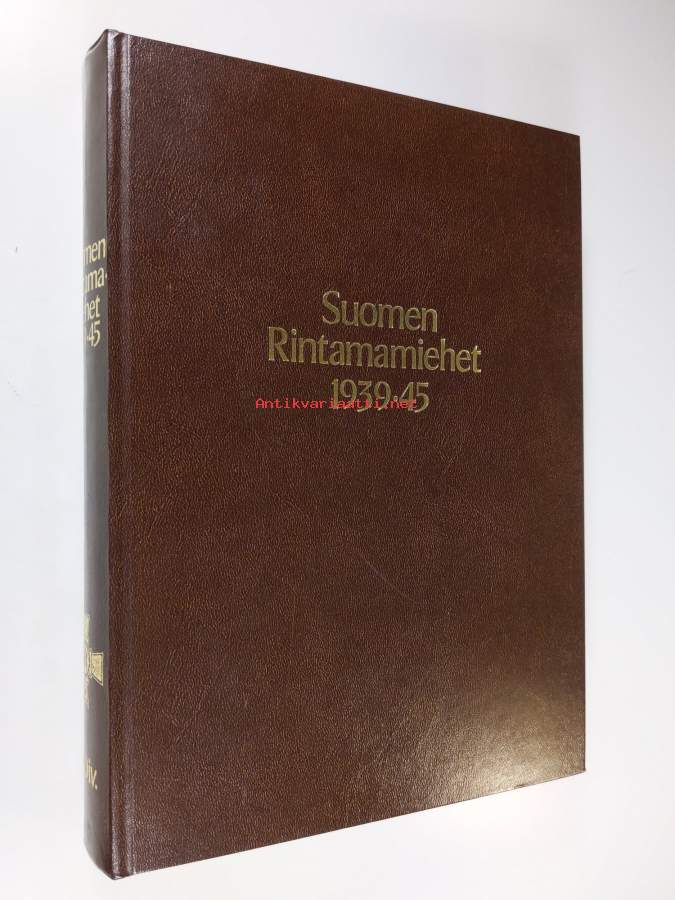 Suomen
Rintamamiehet
1939-45
Antikvariaatti.net